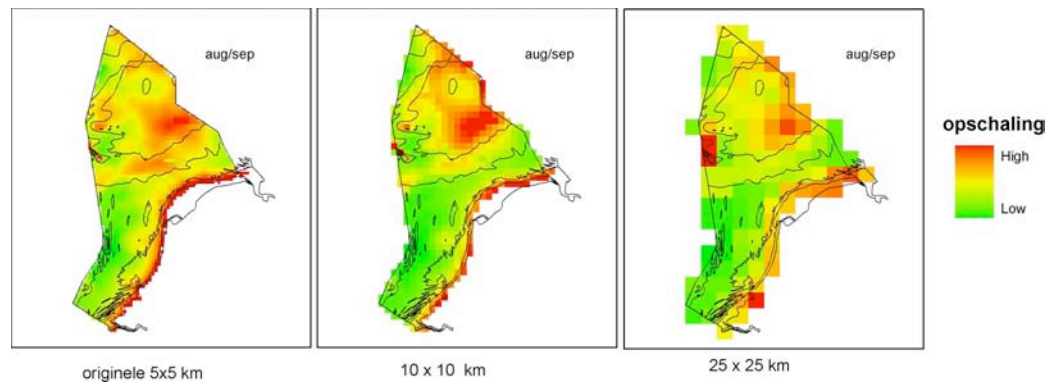 aug/sep
aug/sep
aug/sep
opschaling
High
Low
originele 5x5 km
10 x 10 km
25 x 25 km